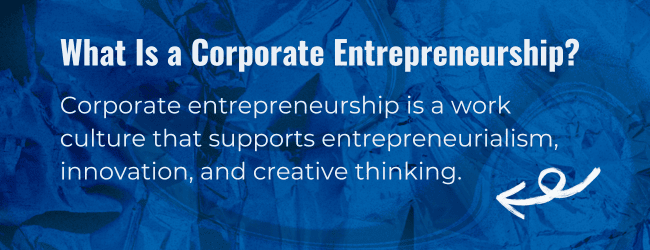 What Is a Corporate Entrepreneurship?
Corporate entrepreneurship is a work
culture that supports entrepreneurialism,
innovation, and creative thinking.